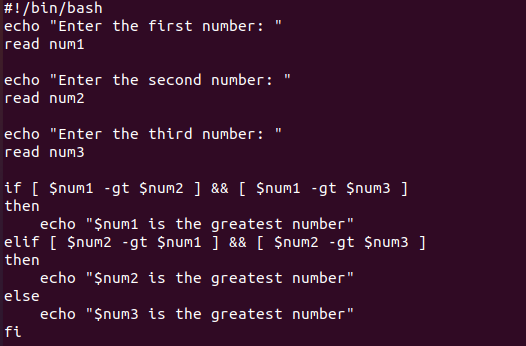 #!/bin/bash
echo "Enter the first number: "
read num1

echo "Enter the second number: "
read num2

echo "Enter the third number: "
read num3

if [ $num1 -gt $num2 ] && [ $num1 -gt $num3 ]
then
    echo "$num1 is the greatest number"
elif [ $num2 -gt $num1 ] && [ $num2 -gt $num3 ]
then
    echo "$num2 is the greatest number"
else
    echo "$num3 is the greatest number"
fi